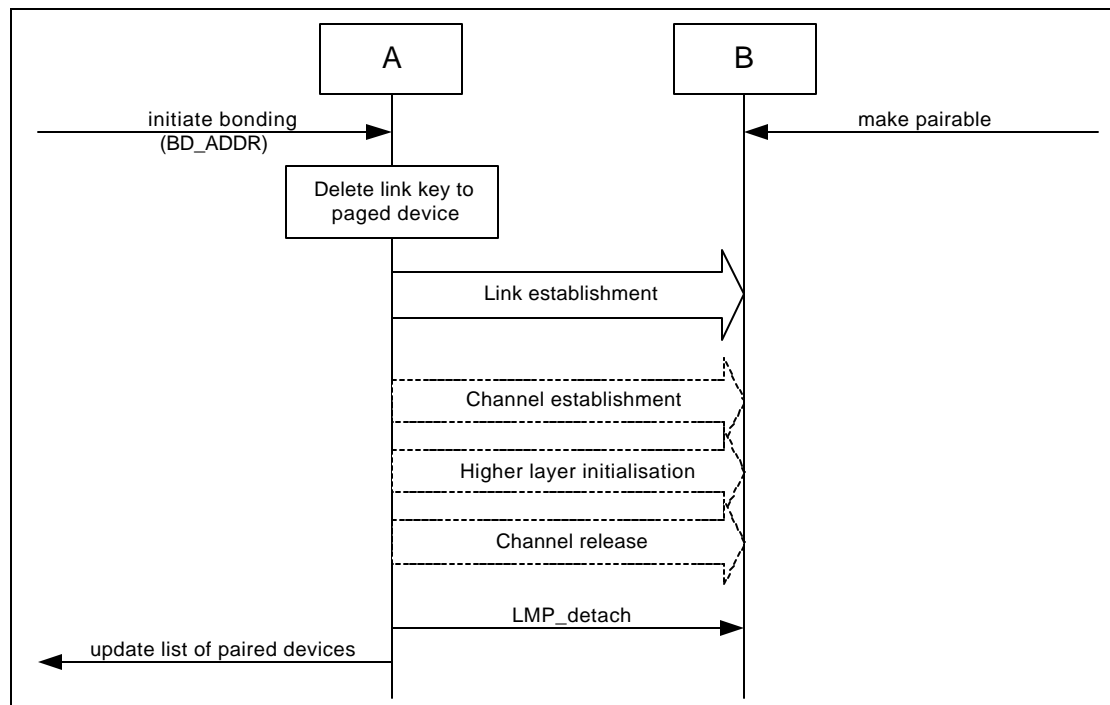 A
B
initiate bonding
(BD_ADDR)
make pairable
Delete link key to
paged device
Link establishment
Channel establishment
Higher layer initialisation
Channel release
LMP_detach
update list of paired devices